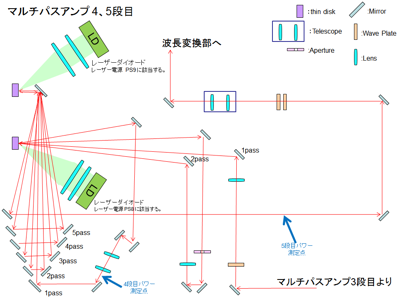 マルチパスアンプ４、５段目
:thin disk
:Mirror
:Telescope
:Wave Plate
:Aperture
:Lens
波長変換部へ
LD
レーザーダイオード
レーザー電源 PS9に該当する。
1pass
2pass
LD
レーザーダイオード
レーザー電源 PS8に該当する。
5pass
4pass
3pass
2pass
1pass
4段目パワー
測定点
5段目パワー
測定点
マルチパスアンプ3段目より